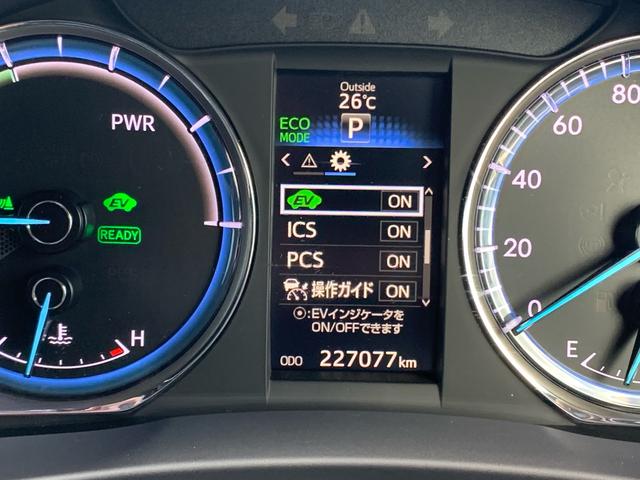 PWR
EV
READY
H
Outside
26℃
ECO
MODE
P
EV ON
ICS ON
PCS ON
操作ガイド ON
⦿:EVインジケータを
ON/OFFできます
ODO 227077km
80
60
40
20
0
E